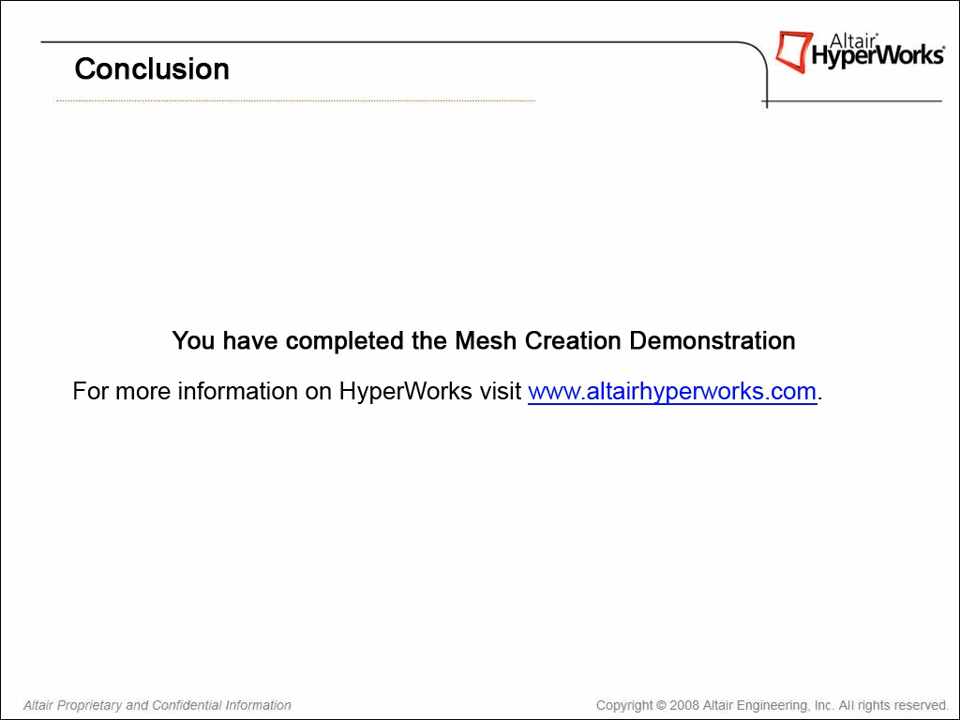 Altair
HyperWorks
Conclusion
You have completed the Mesh Creation Demonstration
For more information on HyperWorks visit www.altairhyperworks.com.
Altair Proprietary and Confidential Information
Copyright © 2008 Altair Engineering, Inc. All rights reserved.